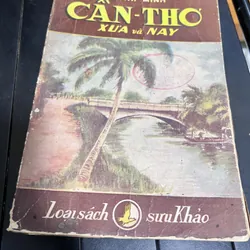 CẦN-THƠ
XƯA và NAY
Loại sách sưu Khảo